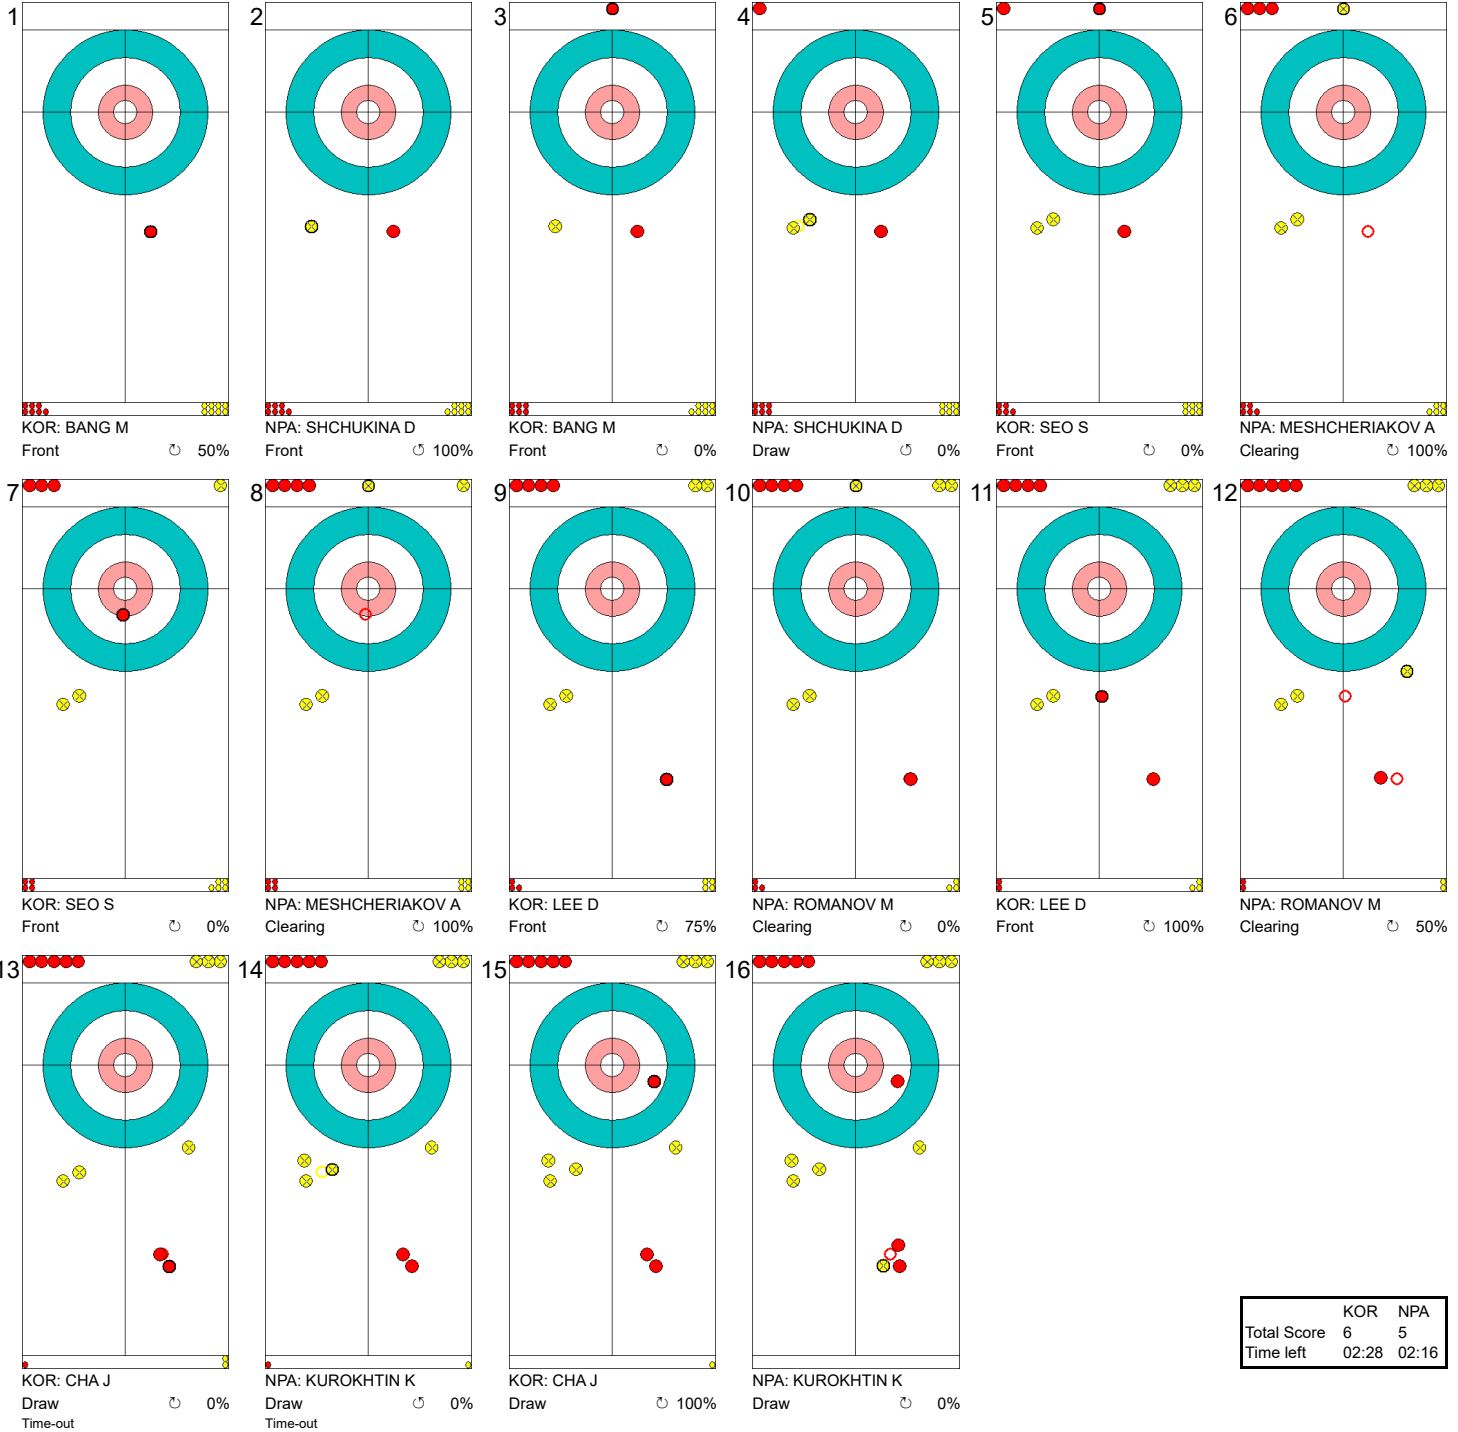 1
KOR: BANG M
Front ↻ 50%
2
NPA: SHCHUKINA D
Front ↺ 100%
3
KOR: BANG M
Front ↻ 0%
4
NPA: SHCHUKINA D
Draw ↺ 0%
5
KOR: SEO S
Front ↻ 0%
6
NPA: MESHCHERIAKOV A
Clearing ↻ 100%
7
KOR: SEO S
Front ↻ 0%
8
NPA: MESHCHERIAKOV A
Clearing ↻ 100%
9
KOR: LEE D
Front ↻ 75%
10
NPA: ROMANOV M
Clearing ↻ 0%
11
KOR: LEE D
Front ↻ 100%
12
NPA: ROMANOV M
Clearing ↻ 50%
13
KOR: CHA J
Draw ↻ 0%
Time-out
14
NPA: KUROKHTIN K
Draw ↺ 0%
Time-out
15
KOR: CHA J
Draw ↻ 100%
16
NPA: KUROKHTIN K
Draw ↻ 0%
KOR NPA
Total Score 6 5
Time left 02:28 02:16